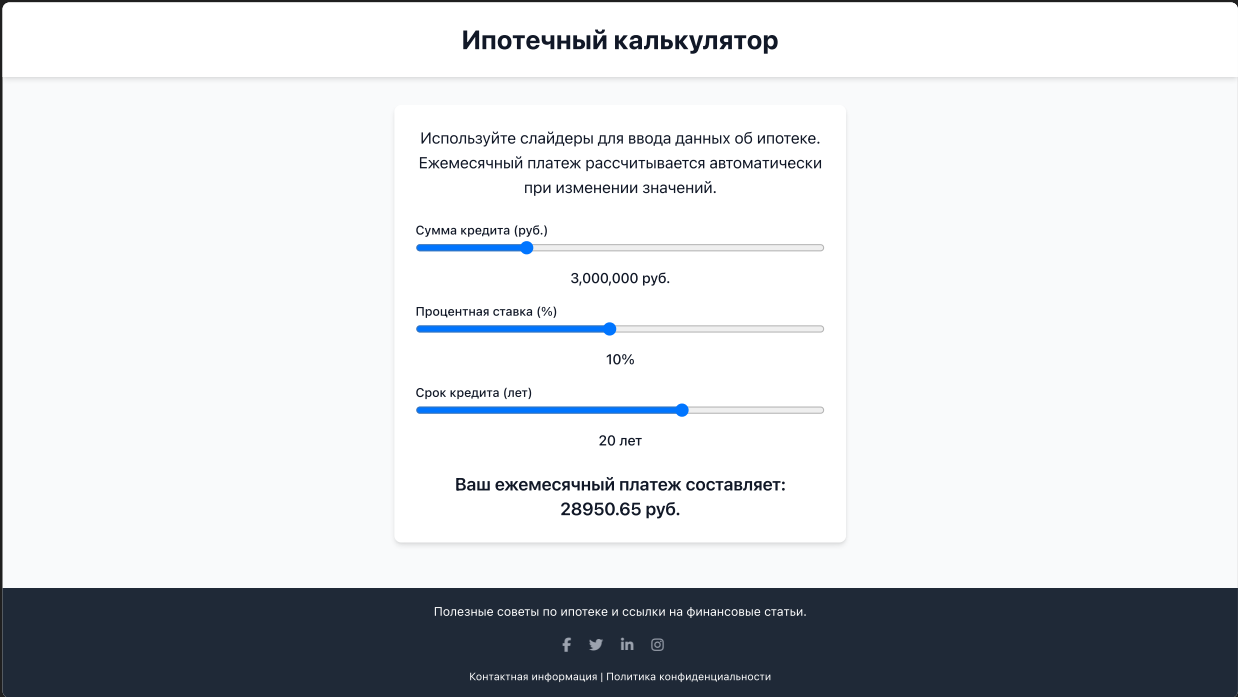 Ипотечный калькулятор
Используйте слайдеры для ввода данных об ипотеке.
Ежемесячный платеж рассчитывается автоматически
при изменении значений.
Сумма кредита (руб.)
3,000,000 руб.
Процентная ставка (%)
10%
Срок кредита (лет)
20 лет
Ваш ежемесячный платеж составляет:
28950.65 руб.
Полезные советы по ипотеке и ссылки на финансовые статьи.
Контактная информация | Политика конфиденциальности